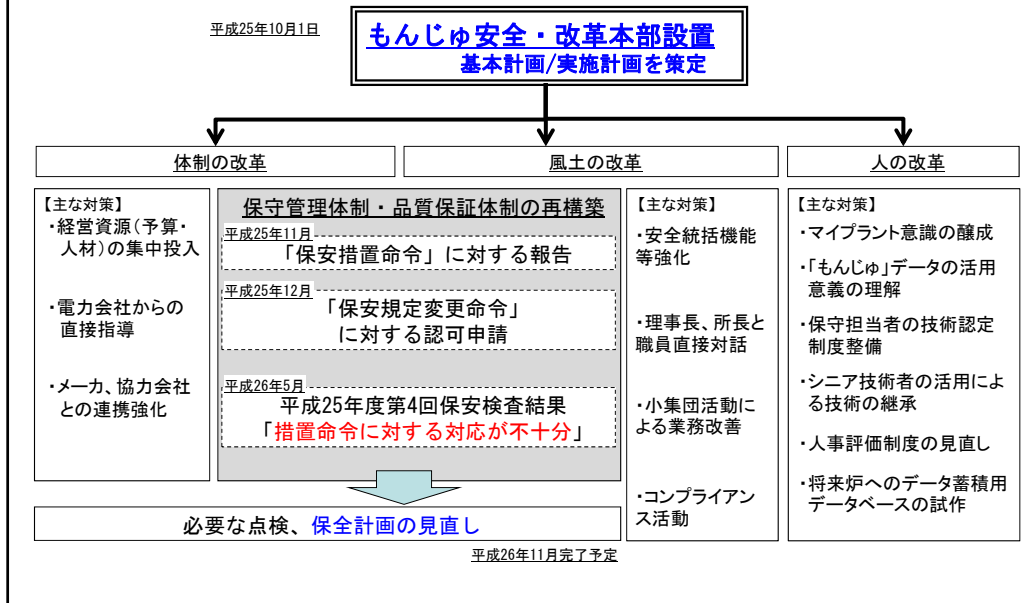 平成25年10月1日
もんじゅ安全・改革本部設置
基本計画/実施計画を策定
体制の改革
風土の改革
人の改革
【主な対策】
・経営資源(予算・
人材)の集中投入
・電力会社からの
直接指導
・メーカ、協力会社
との連携強化
保守管理体制・品質保証体制の再構築
平成25年11月
「保安措置命令」に対する報告
平成25年12月
「保安規定変更命令」
に対する認可申請
平成26年5月
平成25年度第4回保安検査結果
「措置命令に対する対応が不十分」
必要な点検、保全計画の見直し
平成26年11月完了予定
【主な対策】
・安全統括機能
等強化
・理事長、所長と
職員直接対話
・小集団活動に
よる業務改善
・コンプライアン
ス活動
【主な対策】
・マイプラント意識の醸成
・「もんじゅ」データの活用
意義の理解
・保守担当者の技術認定
制度整備
・シニア技術者の活用によ
る技術の継承
・人事評価制度の見直し
・将来炉へのデータ蓄積用
データベースの試作